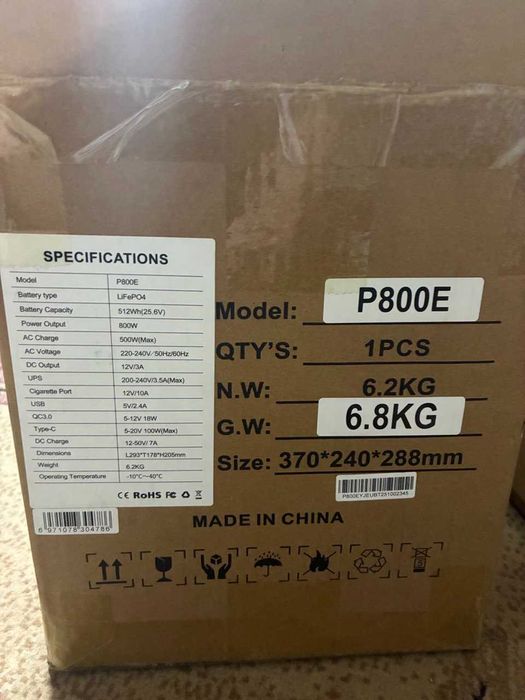 SPECIFICATIONS
Model P800E
Battery type LiFePO4
Battery Capacity 512Wh(25.6V)
Power Output 800W
AC Charge 500W(Max)
AC Voltage 220-240V/50Hz/60Hz
DC Output 12V/3A
UPS 200-240V/3.5A(Max)
Cigarette Port 12V/10A
USB 5V/2.4A
QC3.0 5-12V 18W
Type-C 5-20V 100W(Max)
DC Charge 12-50V/7A
Dimensions L293*T178*H205mm
Weight 6.2KG
Operating Temperature -10°C~40°C
CE RoHS FC
6 971078 304786
Model: P800E
QTY'S: 1PCS
N.W: 6.2KG
G.W: 6.8KG
Size: 370*240*288mm
P800EYJEUBT251002345
MADE IN CHINA